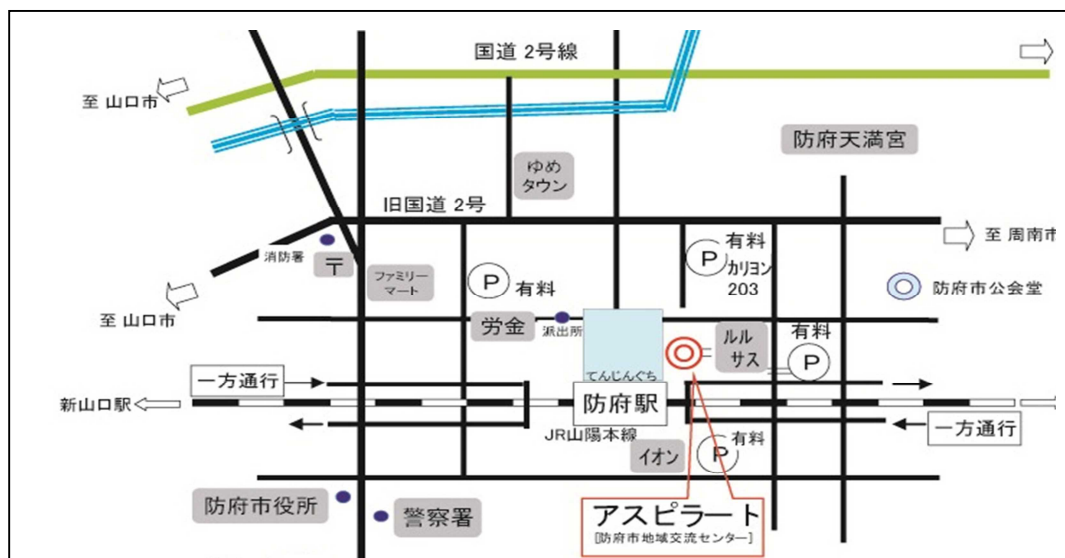 国道 2号線
至 山口市
防府天満宮
ゆめ
タウン
旧国道 2号
至 周南市
消防署
〒
ファミリー
マート
P 有料
有料
P カリヨン
203
防府市公会堂
至 山口市
労金
派出所
ルル
サス
有料
P
てんじんぐち
一方通行
新山口駅
防府駅
JR山陽本線
一方通行
イオン
有料
P
防府市役所
警察署
アスピラート
[防府市地域交流センター]